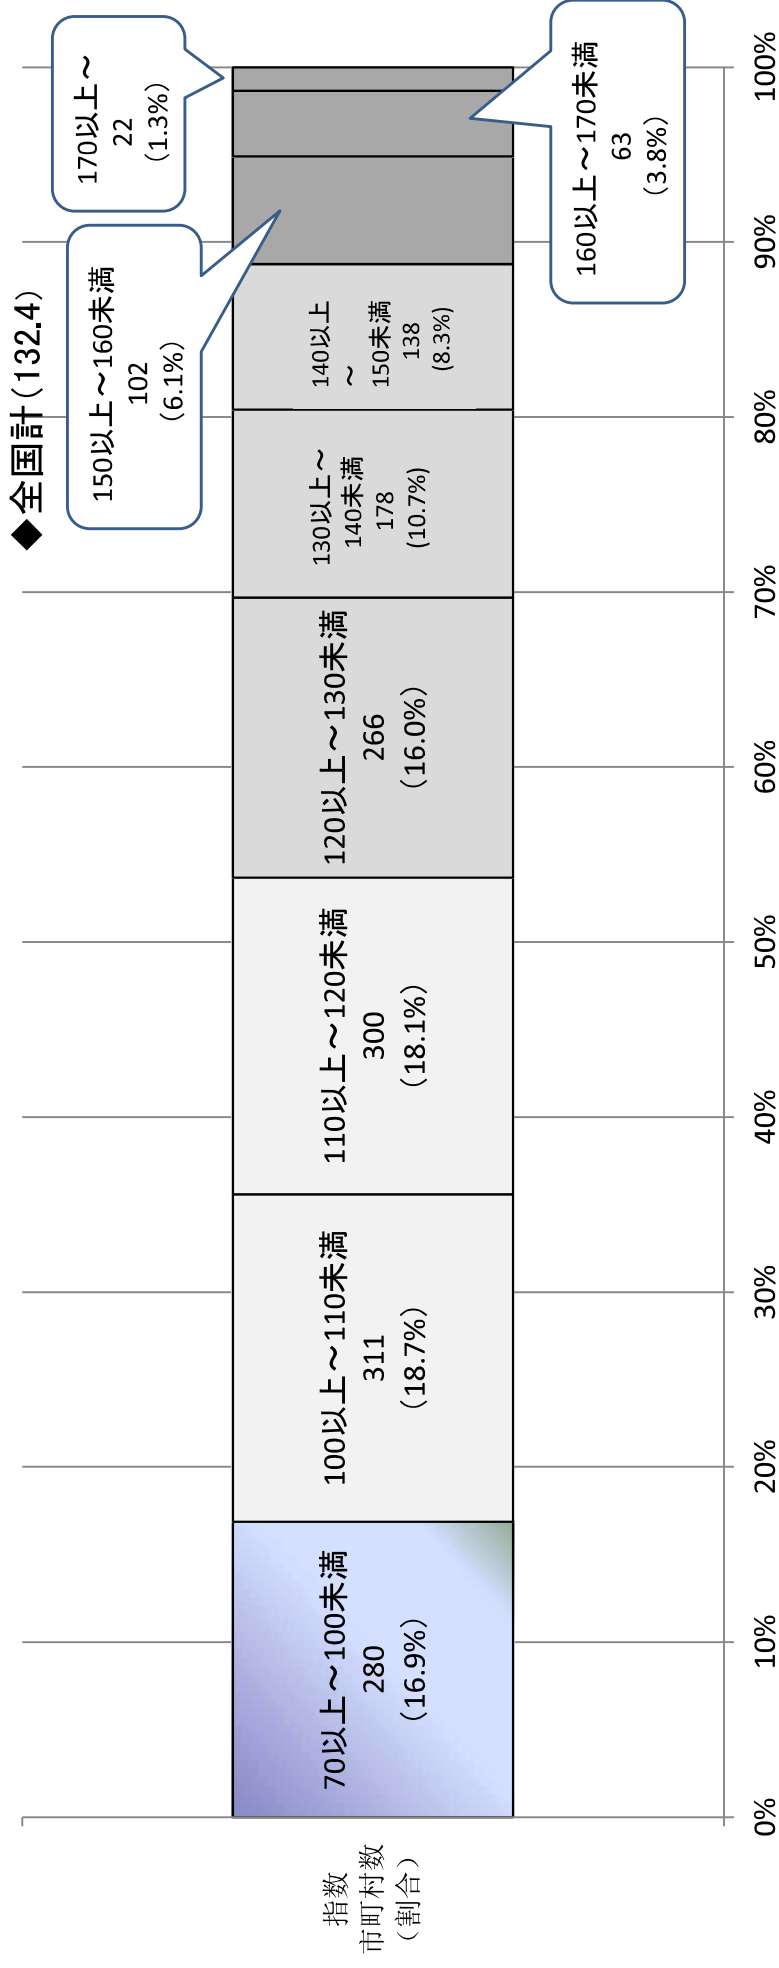 ◆全国計(132.4)
指数
市町村数
（割合）
70以上～100未満
280
（16.9%）
100以上～110未満
311
（18.7%）
110以上～120未満
300
（18.1%）
120以上～130未満
266
（16.0%）
130以上～
140未満
178
(10.7%)
140以上
～
150未満
138
(8.3%)
150以上～160未満
102
（6.1%）
160以上～170未満
63
（3.8%）
170以上～
22
（1.3%）
0%
10%
20%
30%
40%
50%
60%
70%
80%
90%
100%